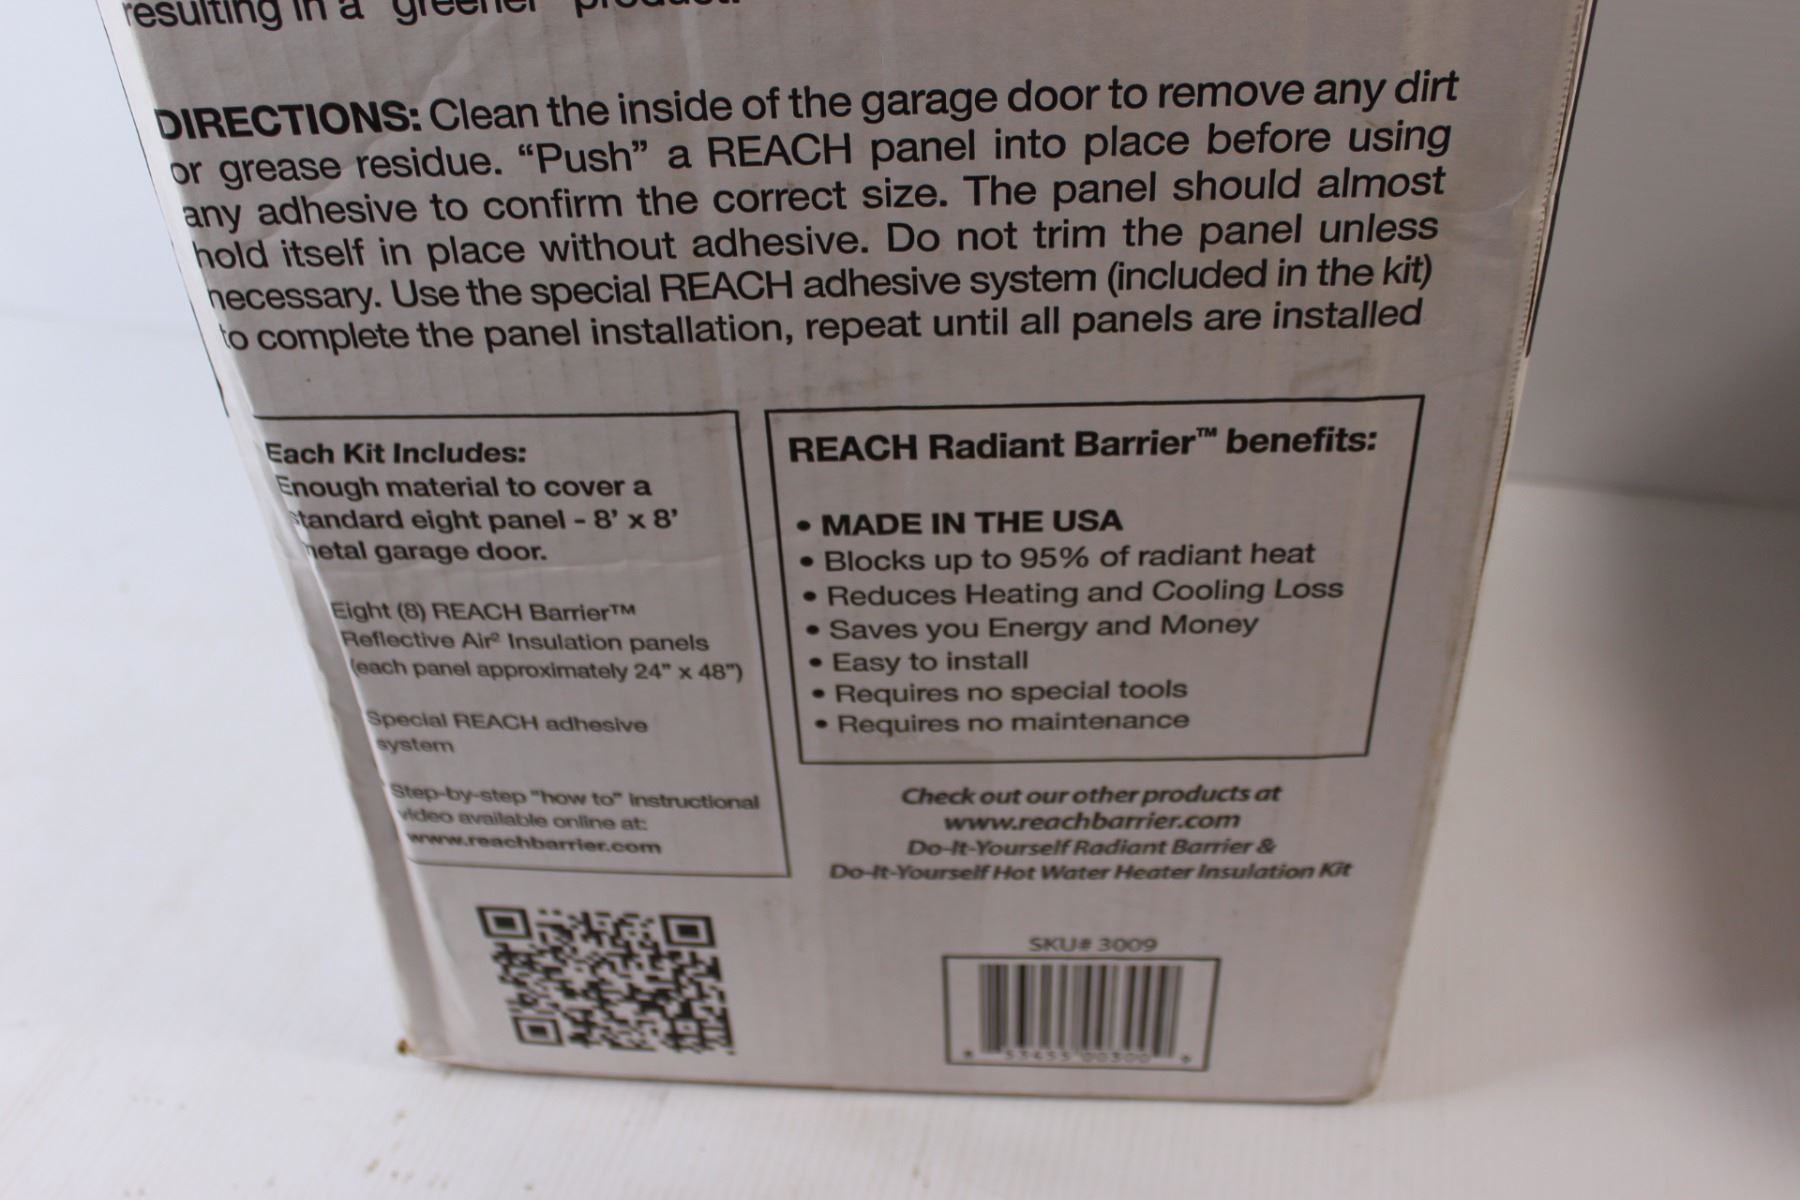 resulting in a "greener" product.
DIRECTIONS: Clean the inside of the garage door to remove any dirt
or grease residue. “Push” a REACH panel into place before using
any adhesive to confirm the correct size. The panel should almost
hold itself in place without adhesive. Do not trim the panel unless
necessary. Use the special REACH adhesive system (included in the kit)
to complete the panel installation, repeat until all panels are installed
Each Kit Includes:
Enough material to cover a
standard eight panel - 8’ x 8’
metal garage door.
Eight (8) REACH Barrier™
Reflective Air² Insulation panels
(each panel approximately 24” x 48”)
Special REACH adhesive
system
Step-by-step "how to" instructional
video available online at:
www.reachbarrier.com
REACH Radiant Barrier™ benefits:
• MADE IN THE USA
• Blocks up to 95% of radiant heat
• Reduces Heating and Cooling Loss
• Saves you Energy and Money
• Easy to install
• Requires no special tools
• Requires no maintenance
Check out our other products at
www.reachbarrier.com
Do-It-Yourself Radiant Barrier &
Do-It-Yourself Hot Water Heater Insulation Kit
SKU# 3009